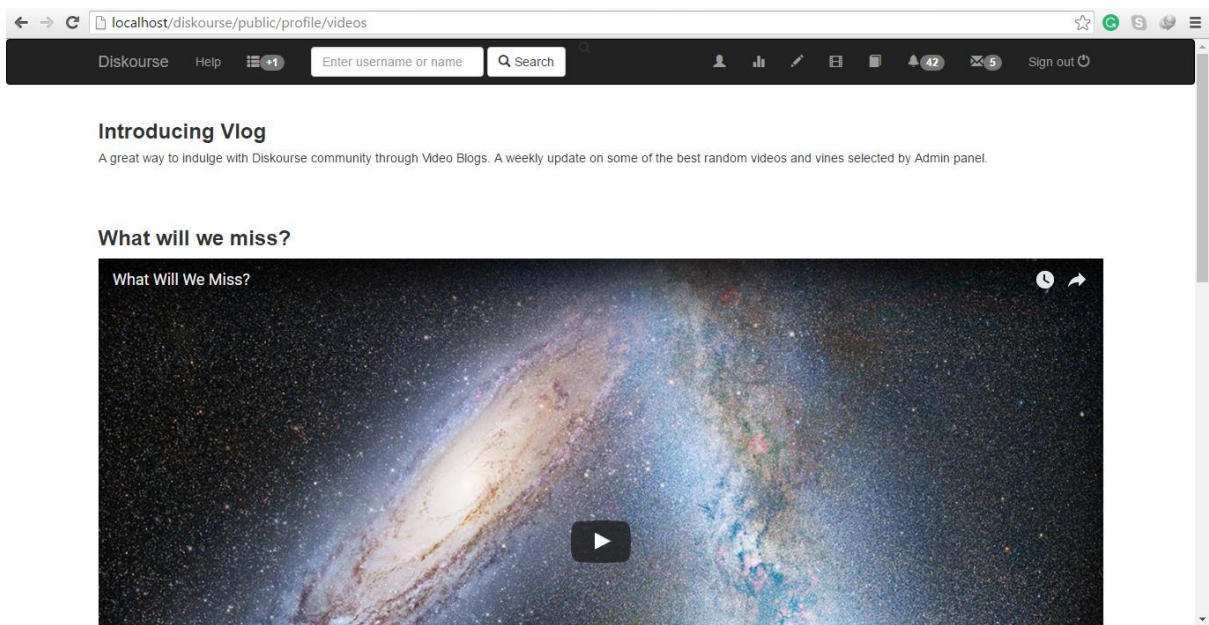 localhost/diskourse/public/profile/videos
Diskourse Help +1 Enter username or name Search 42 5 Sign out
Introducing Vlog
A great way to indulge with Diskourse community through Video Blogs. A weekly update on some of the best random videos and vines selected by Admin panel.
What will we miss?
What Will We Miss?